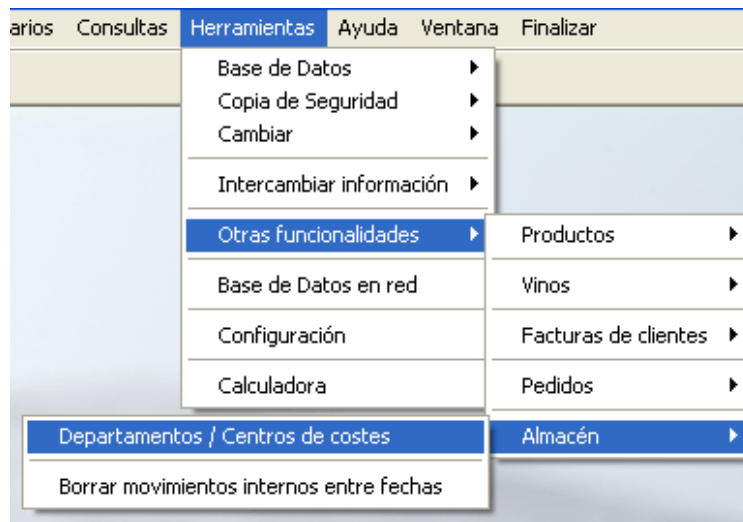 arios Consultas Herramientas Ayuda Ventana Finalizar
Base de Datos
Copia de Seguridad
Cambiar
Intercambiar información
Otras funcionalidades
Base de Datos en red
Configuración
Calculadora
Productos
Vinos
Facturas de clientes
Pedidos
Almacén
Departamentos / Centros de costes
Borrar movimientos internos entre fechas